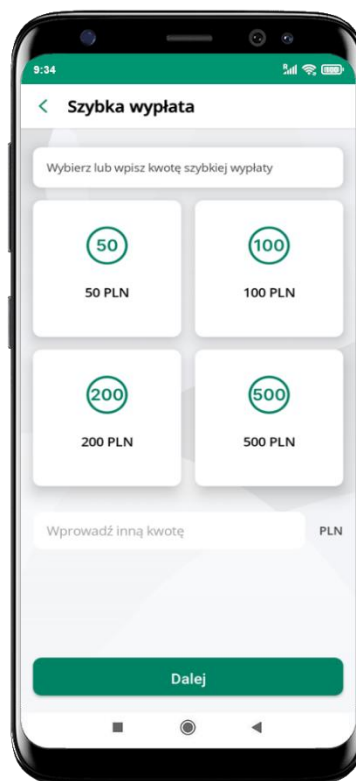 9:34
Szybka wypłata
Wybierz lub wpisz kwotę szybkiej wypłaty
50 100
50 PLN 100 PLN
200 500
200 PLN 500 PLN
Wprowadź inną kwotę PLN
Dalej